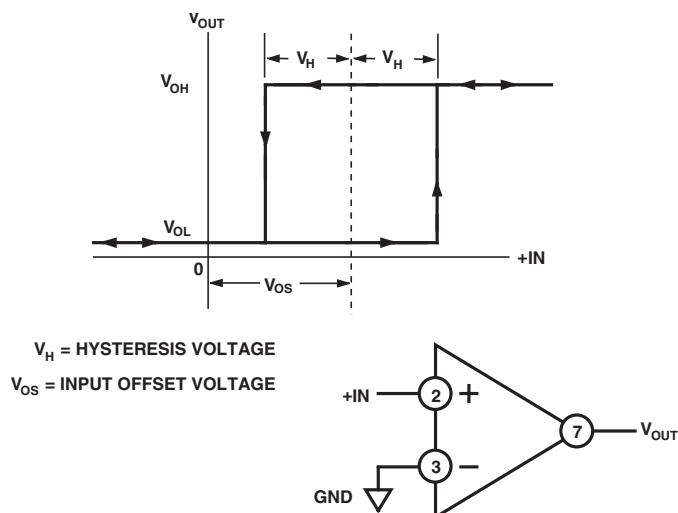 VOUT
VH VH
VOH
VOL
0
+IN
VOS
VH = HYSTERESIS VOLTAGE
VOS = INPUT OFFSET VOLTAGE
+IN 2 +
7 VOUT
3 –
GND